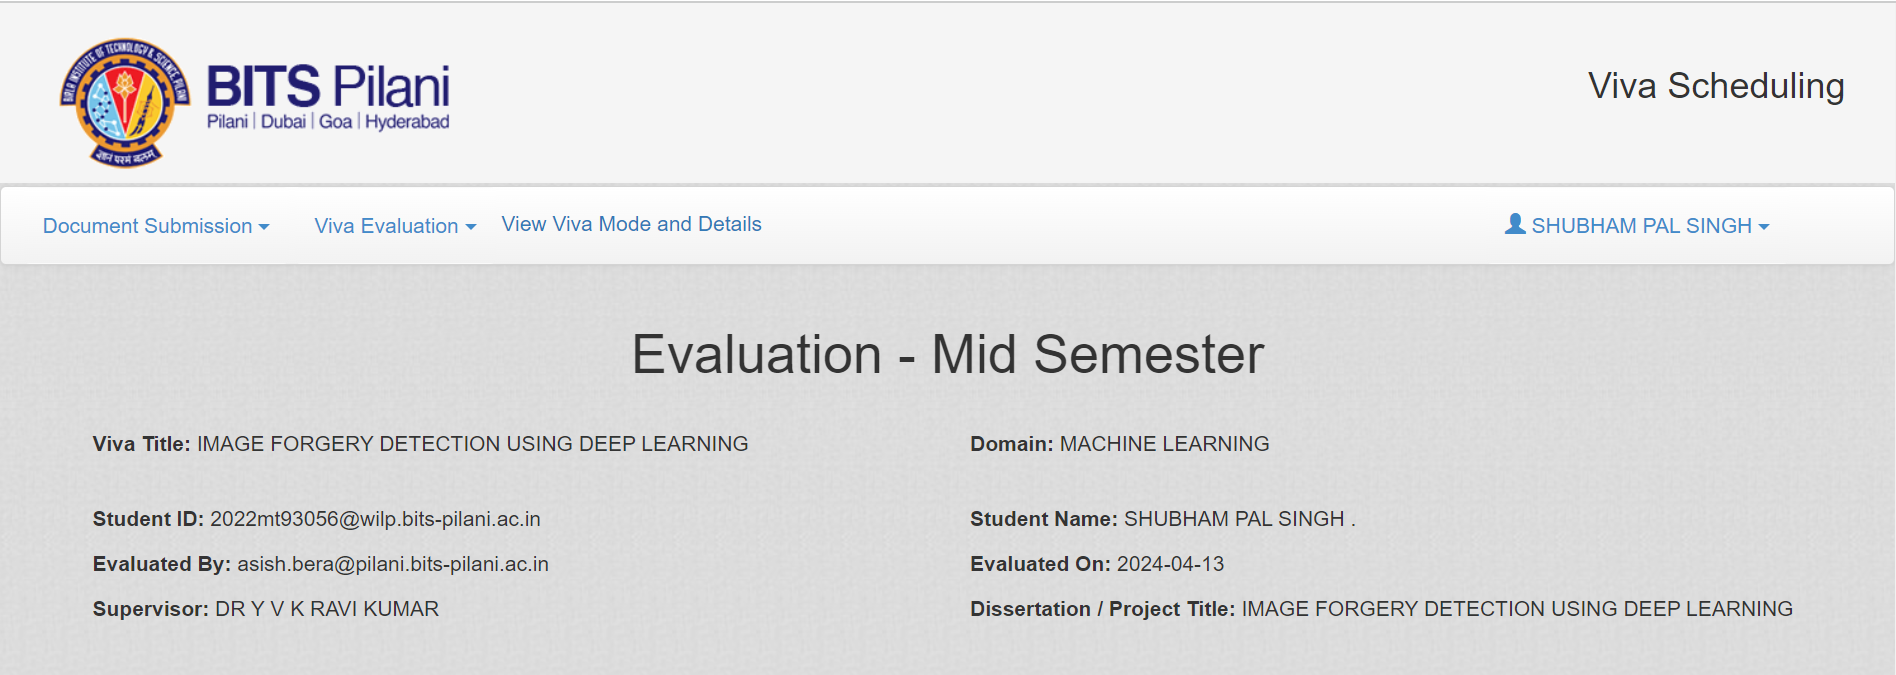 BIRLA INSTITUTE OF TECHNOLOGY & SCIENCE, PILANI
ज्ञानं परमं बलम्
BITS Pilani
Pilani | Dubai | Goa | Hyderabad
Viva Scheduling
Document Submission
Viva Evaluation
View Viva Mode and Details
SHUBHAM PAL SINGH
Evaluation - Mid Semester
Viva Title: IMAGE FORGERY DETECTION USING DEEP LEARNING
Domain: MACHINE LEARNING
Student ID: 2022mt93056@wilp.bits-pilani.ac.in
Student Name: SHUBHAM PAL SINGH .
Evaluated By: asish.bera@pilani.bits-pilani.ac.in
Evaluated On: 2024-04-13
Supervisor: DR Y V K RAVI KUMAR
Dissertation / Project Title: IMAGE FORGERY DETECTION USING DEEP LEARNING